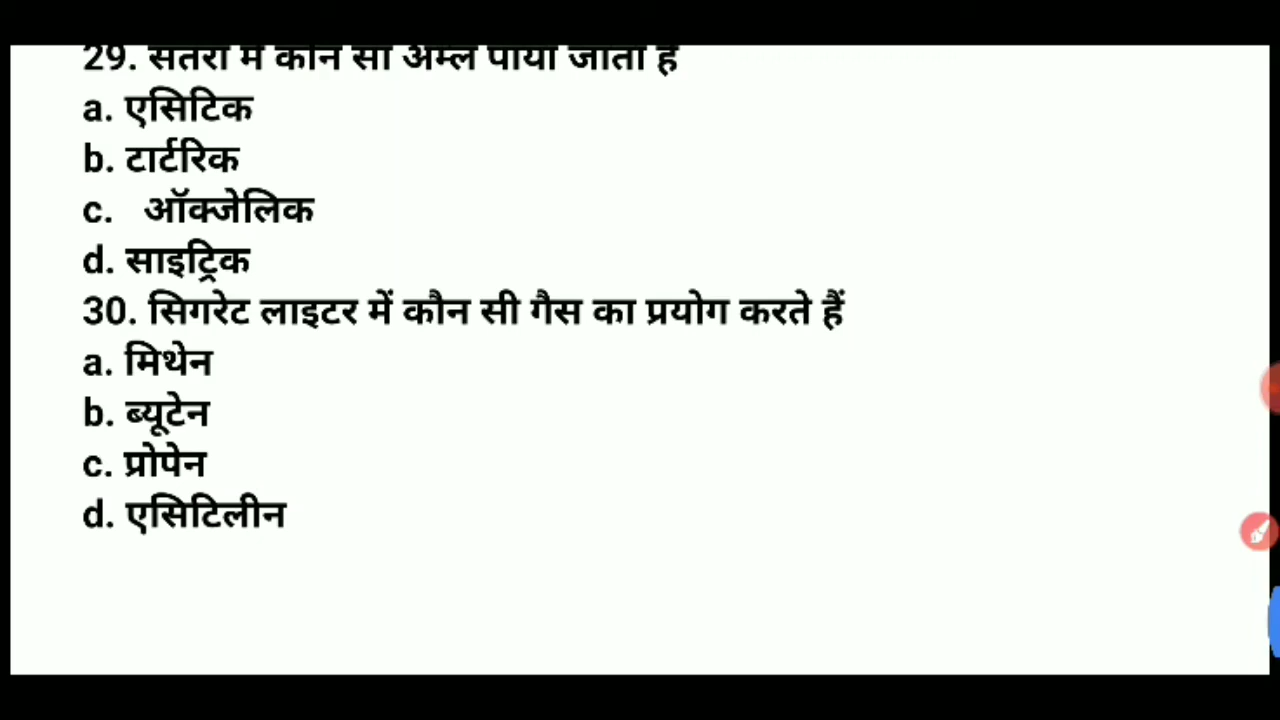 29. संतरा में कौन सा अम्ल पाया जाता है
a. एसिटिक
b. टार्टरिक
c. ऑक्जेलिक
d. साइट्रिक
30. सिगरेट लाइटर में कौन सी गैस का प्रयोग करते हैं
a. मिथेन
b. ब्यूटेन
c. प्रोपेन
d. एसिटिलीन